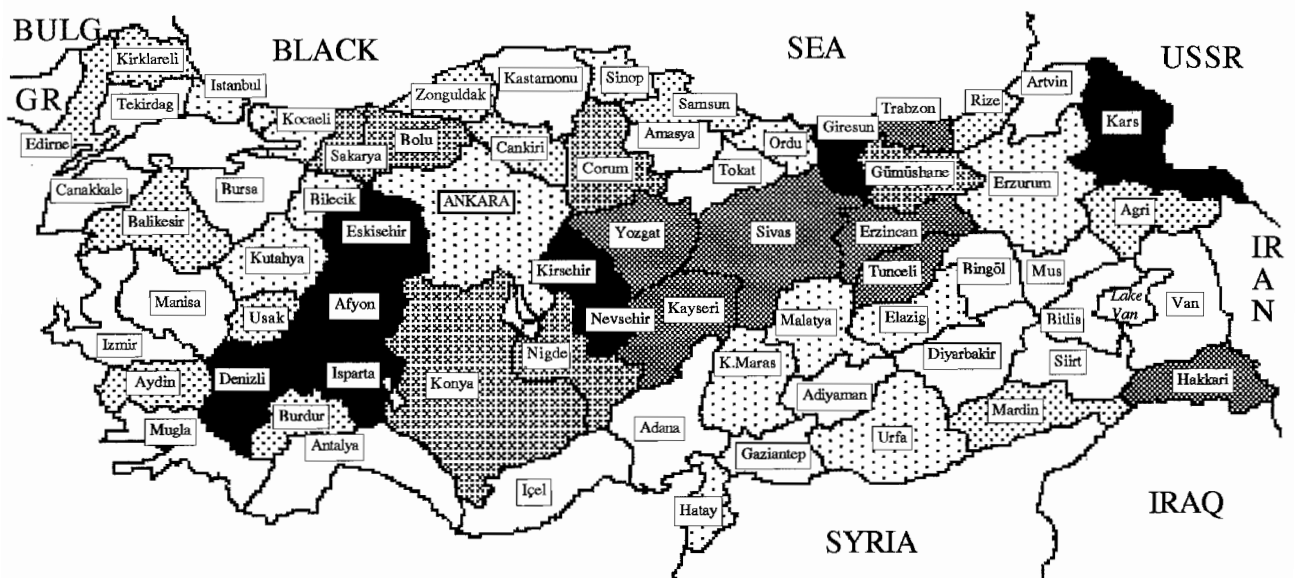 BULG
BLACK
SEA
USSR
GR
IRAN
SYRIA
IRAQ
Kirklareli
Istanbul
Tekirdag
Edirne
Kocaeli
Zonguldak
Kastamonu
Sinop
Samsun
Amasya
Ordu
Giresun
Trabzon
Rize
Artvin
Kars
Canakkale
Bursa
Sakarya
Bolu
Cankiri
Corum
Tokat
Gümüshane
Erzurum
Balikesir
Bilecik
ANKARA
Agri
Kutahya
Eskisehir
Yozgat
Sivas
Erzincan
Kirsehir
Tunceli
Bingöl
Mus
Manisa
Usak
Afyon
Nevsehir
Kayseri
Malatya
Elazig
Bitlis
Lake
Van
Van
Izmir
Nigde
Diyarbakir
Siirt
Aydin
Denizli
Isparta
Konya
K.Maras
Adiyaman
Hakkari
Burdur
Mardin
Mugla
Antalya
Adana
Gaziantep
Urfa
Içel
Hatay